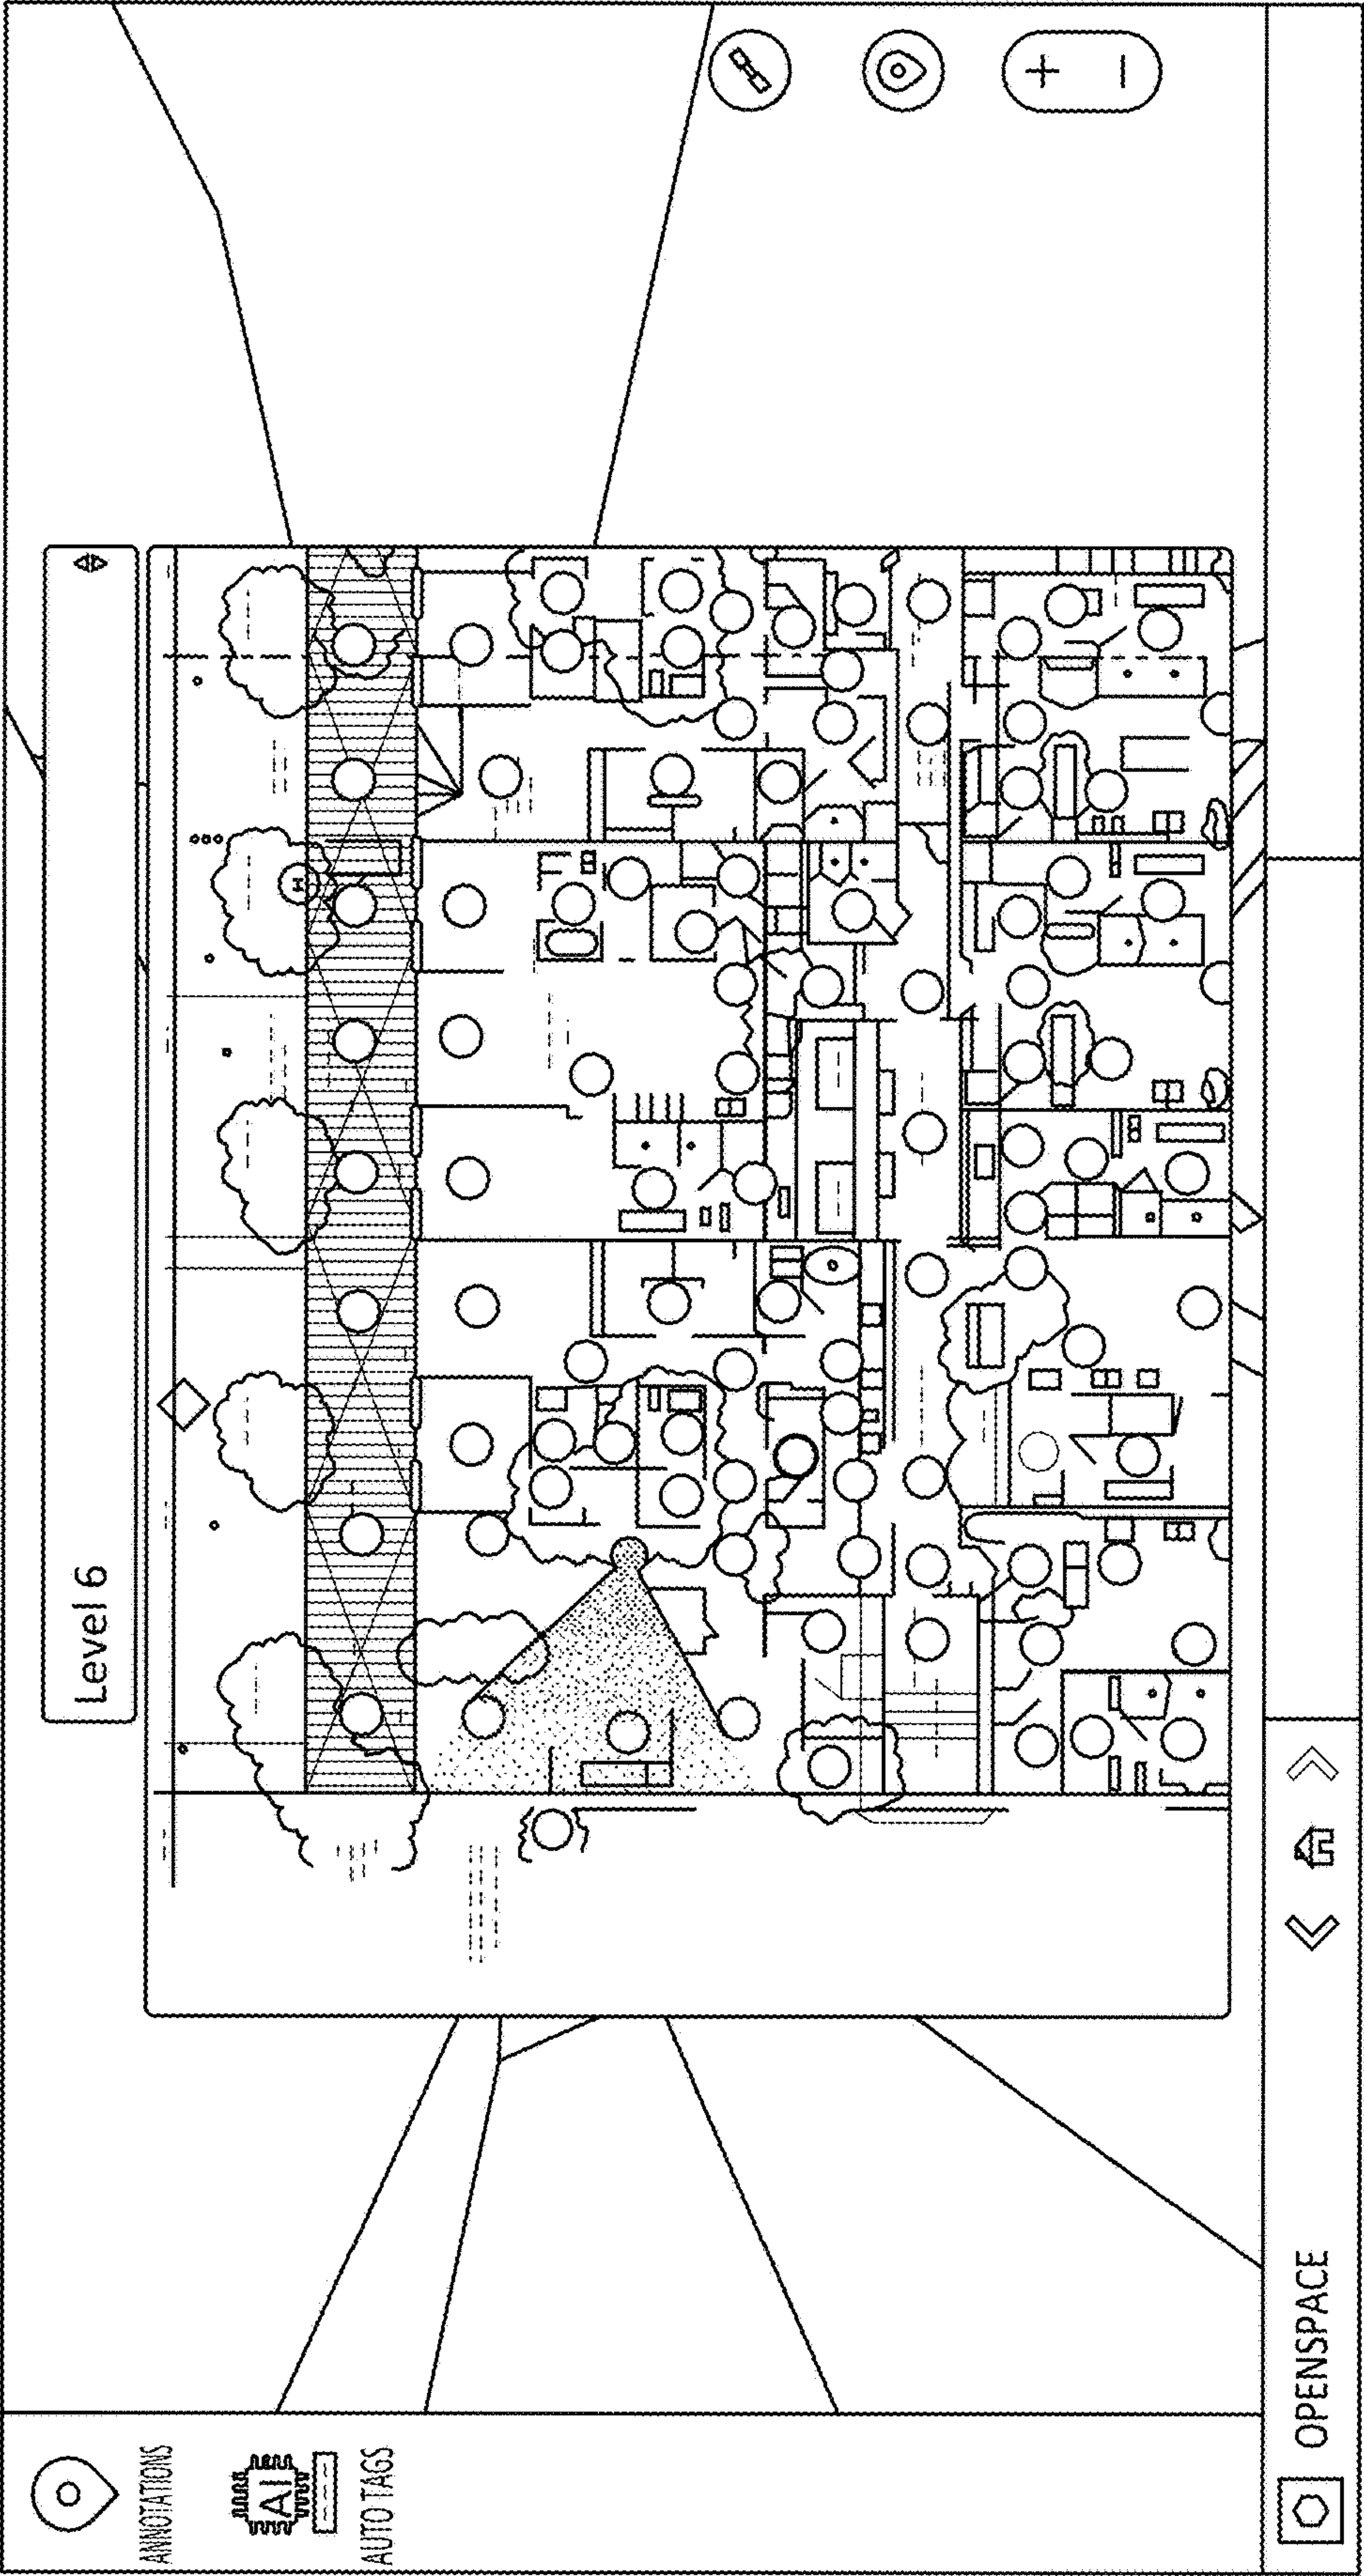 Level 6
ANNOTATIONS
AI
AUTO TAGS
OPENSPACE